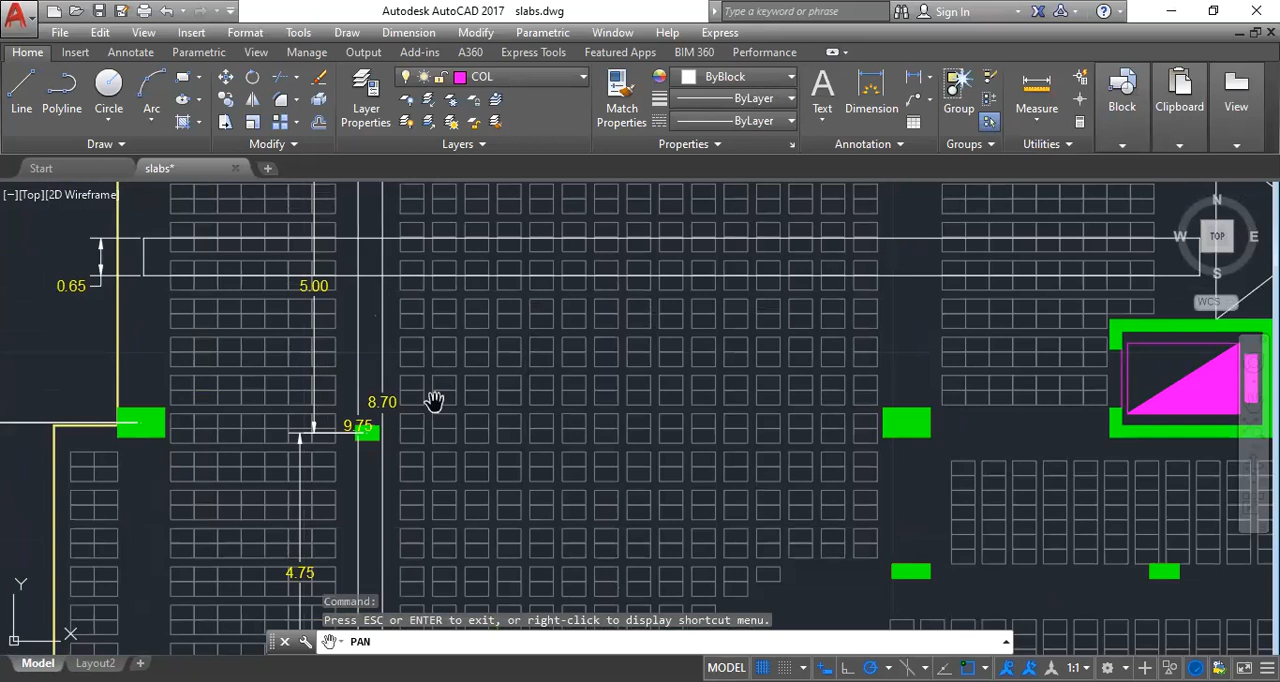 Autodesk AutoCAD 2017 slabs.dwg
Type a keyword or phrase
Sign In
File Edit View Insert Format Tools Draw Dimension Modify Parametric Window Help Express
Home Insert Annotate Parametric View Manage Output Add-ins A360 Express Tools Featured Apps BIM 360 Performance
Line Polyline Circle Arc
Layer Properties
COL
Match Properties
ByBlock
ByLayer
ByLayer
Text Dimension
Group
Measure
Block
Clipboard
View
Draw Modify Layers Properties Annotation Groups Utilities
Start slabs*
[−][Top][2D Wireframe]
N
W TOP E
S
WCS
0.65
5.00
8.70
9.75
4.75
Y
X
Command:
Press ESC or ENTER to exit, or right-click to display shortcut menu.
PAN
Model Layout2
MODEL
1:1